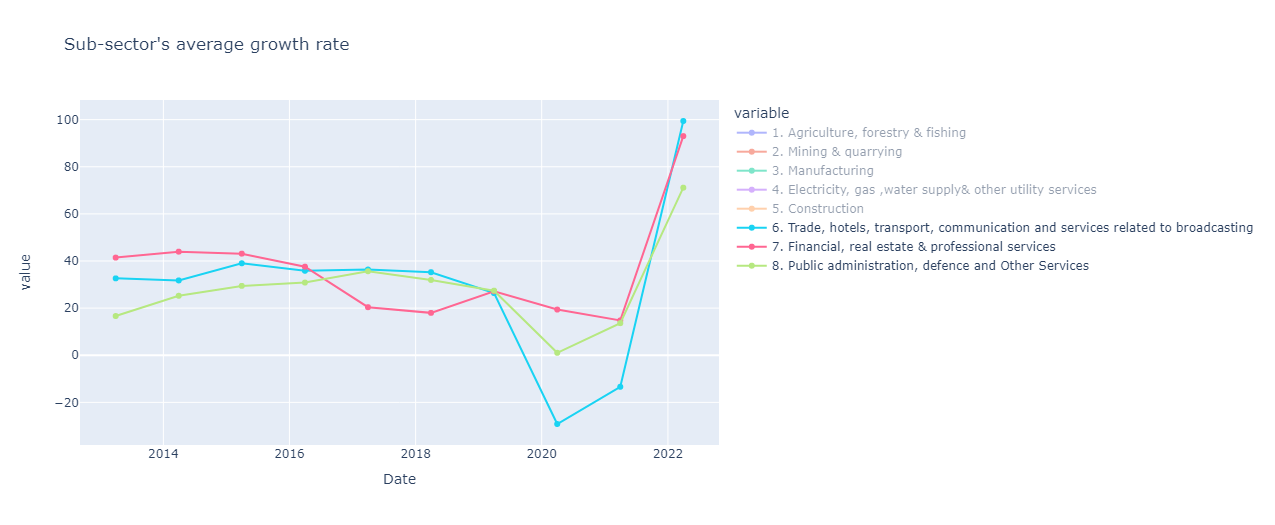 Sub-sector's average growth rate
variable
1. Agriculture, forestry & fishing
2. Mining & quarrying
3. Manufacturing
4. Electricity, gas ,water supply& other utility services
5. Construction
6. Trade, hotels, transport, communication and services related to broadcasting
7. Financial, real estate & professional services
8. Public administration, defence and Other Services
value
100
80
60
40
20
0
−20
2014
2016
2018
2020
2022
Date